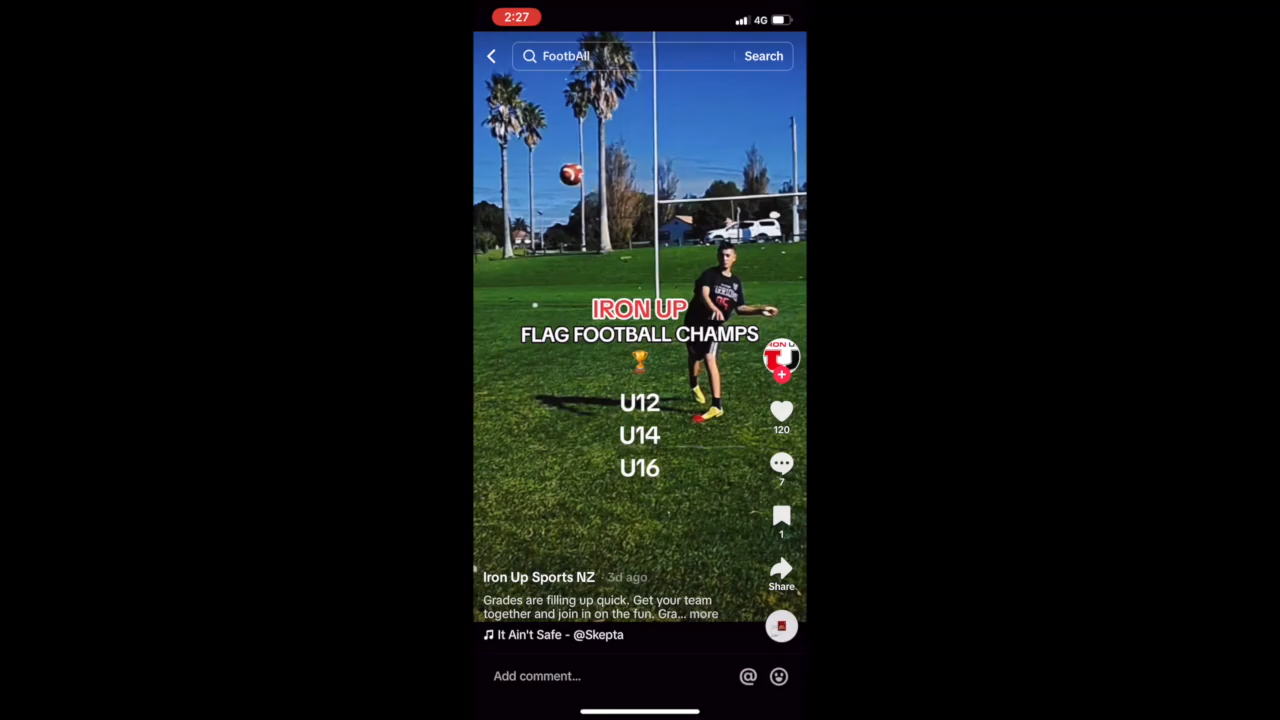 2:27
4G
FootbAll
Search
IRON UP
FLAG FOOTBALL CHAMPS
U12
U14
U16
ION U
U
120
7
1
Share
Iron Up Sports NZ · 3d ago
Grades are filling up quick. Get your team
together and join in on the fun. Gra... more
It Ain't Safe - @Skepta
Add comment...
@